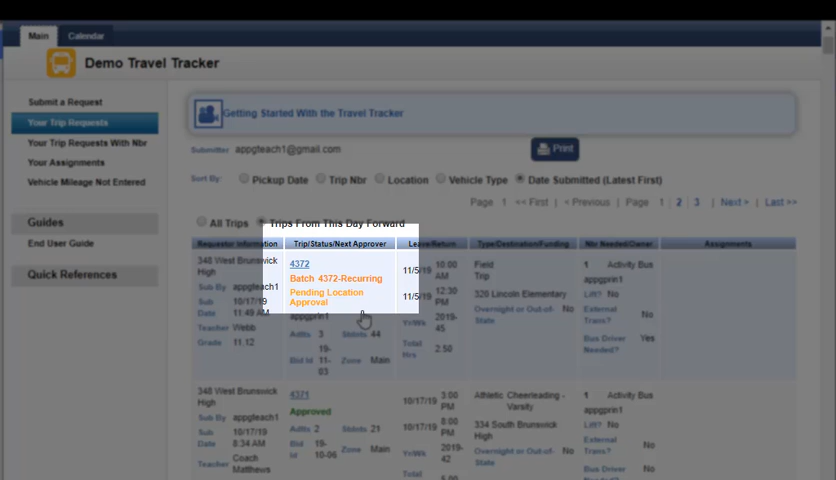 Main Calendar
Demo Travel Tracker
Submit a Request
Your Trip Requests
Your Trip Requests With Nbr
Your Assignments
Vehicle Mileage Not Entered
Guides
End User Guide
Quick References
Getting Started With the Travel Tracker
Submitter appgteach1@gmail.com
Print
Sort By: Pickup Date Trip Nbr Location Vehicle Type Date Submitted (Latest First)
Page 1 << First < Previous Page 1 2 3 Next > Last >>
All Trips Trips From This Day Forward
Requestor Information Trip/Status/Next Approver Leave/Return Type/Destination/Funding Nbr Needed/Owner Assignments
348 West Brunswick
High
Sub By appgteach1
Sub
Date
10/17/19
11:49 AM
Teacher Webb
Grade 11,12
4372
Batch 4372-Recurring
Pending Location
Approval
appgprin1
Adlts 3 Stdnts 44
Bid Id
19-
11-
03
Zone Main
11/5/19
10:00
AM
11/5/19
12:30
PM
Yr/Wk
2019-
45
Total
Hrs
2.50
Field
Trip
326 Lincoln Elementary
Overnight or Out-of-
State
No
1 Activity Bus
appgprin1
Lift? No
External
Trans?
No
Bus Driver
Needed?
Yes
348 West Brunswick
High
Sub By appgteach1
Sub
Date
10/17/19
8:34 AM
Teacher
Coach
Matthews
4371
Approved
Adlts 2 Stdnts 21
Bid
Id
19-
10-06
Zone Main
10/17/19
3:00
PM
10/17/19
9:00
PM
Yr/Wk
2019-
42
Total
5.00
Athletic Cheerleading -
Varsity
334 South Brunswick
High
Overnight or Out-of-
State
No
1 Activity Bus
appgprin1
Lift? No
External
Trans?
No
Bus Driver
Needed?
No